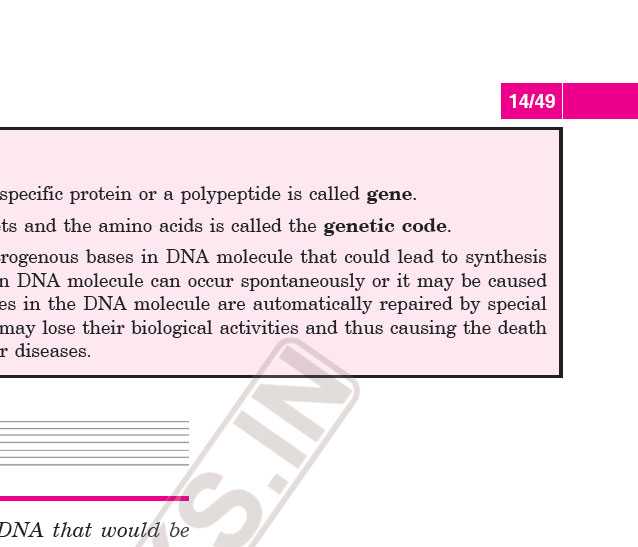 14/49
specific protein or a polypeptide is called gene.
ets and the amino acids is called the genetic code.
trogenous bases in DNA molecule that could lead to synthesis
n DNA molecule can occur spontaneously or it may be caused
es in the DNA molecule are automatically repaired by special
may lose their biological activities and thus causing the death
r diseases.
DNA that would be
KS.IN